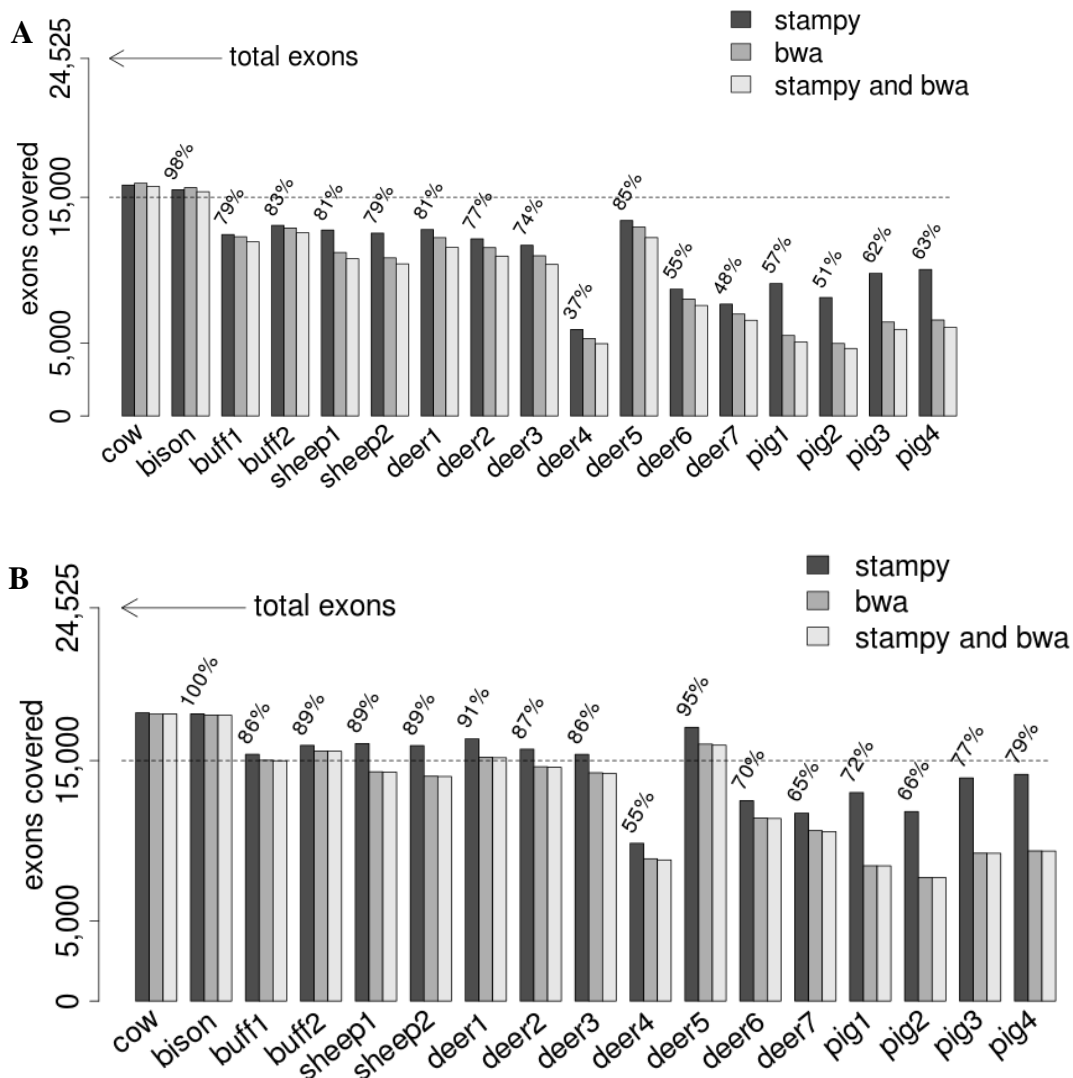 A
stampy
bwa
stampy and bwa
total exons
exons covered
24,525
15,000
5,000
0
98%
79%
83%
81%
79%
81%
77%
74%
37%
85%
55%
48%
57%
51%
62%
63%
cow
bison
buff1
buff2
sheep1
sheep2
deer1
deer2
deer3
deer4
deer5
deer6
deer7
pig1
pig2
pig3
pig4
B
stampy
bwa
stampy and bwa
total exons
exons covered
24,525
15,000
5,000
0
100%
86%
89%
89%
89%
91%
87%
86%
55%
95%
70%
65%
72%
66%
77%
79%
cow
bison
buff1
buff2
sheep1
sheep2
deer1
deer2
deer3
deer4
deer5
deer6
deer7
pig1
pig2
pig3
pig4